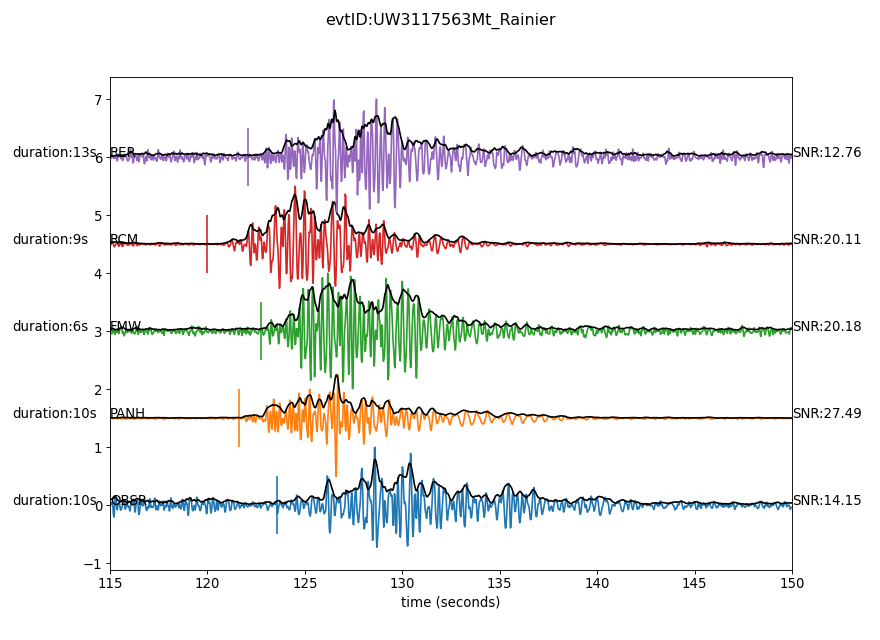 evtID:UW3117563Mt_Rainier
7
duration:13s RER SNR:12.76
6
5
duration:9s RCM SNR:20.11
4
duration:6s FMW SNR:20.18
3
2
duration:10s PANH SNR:27.49
1
duration:10s OBSR SNR:14.15
0
−1
115 120 125 130 135 140 145 150
time (seconds)